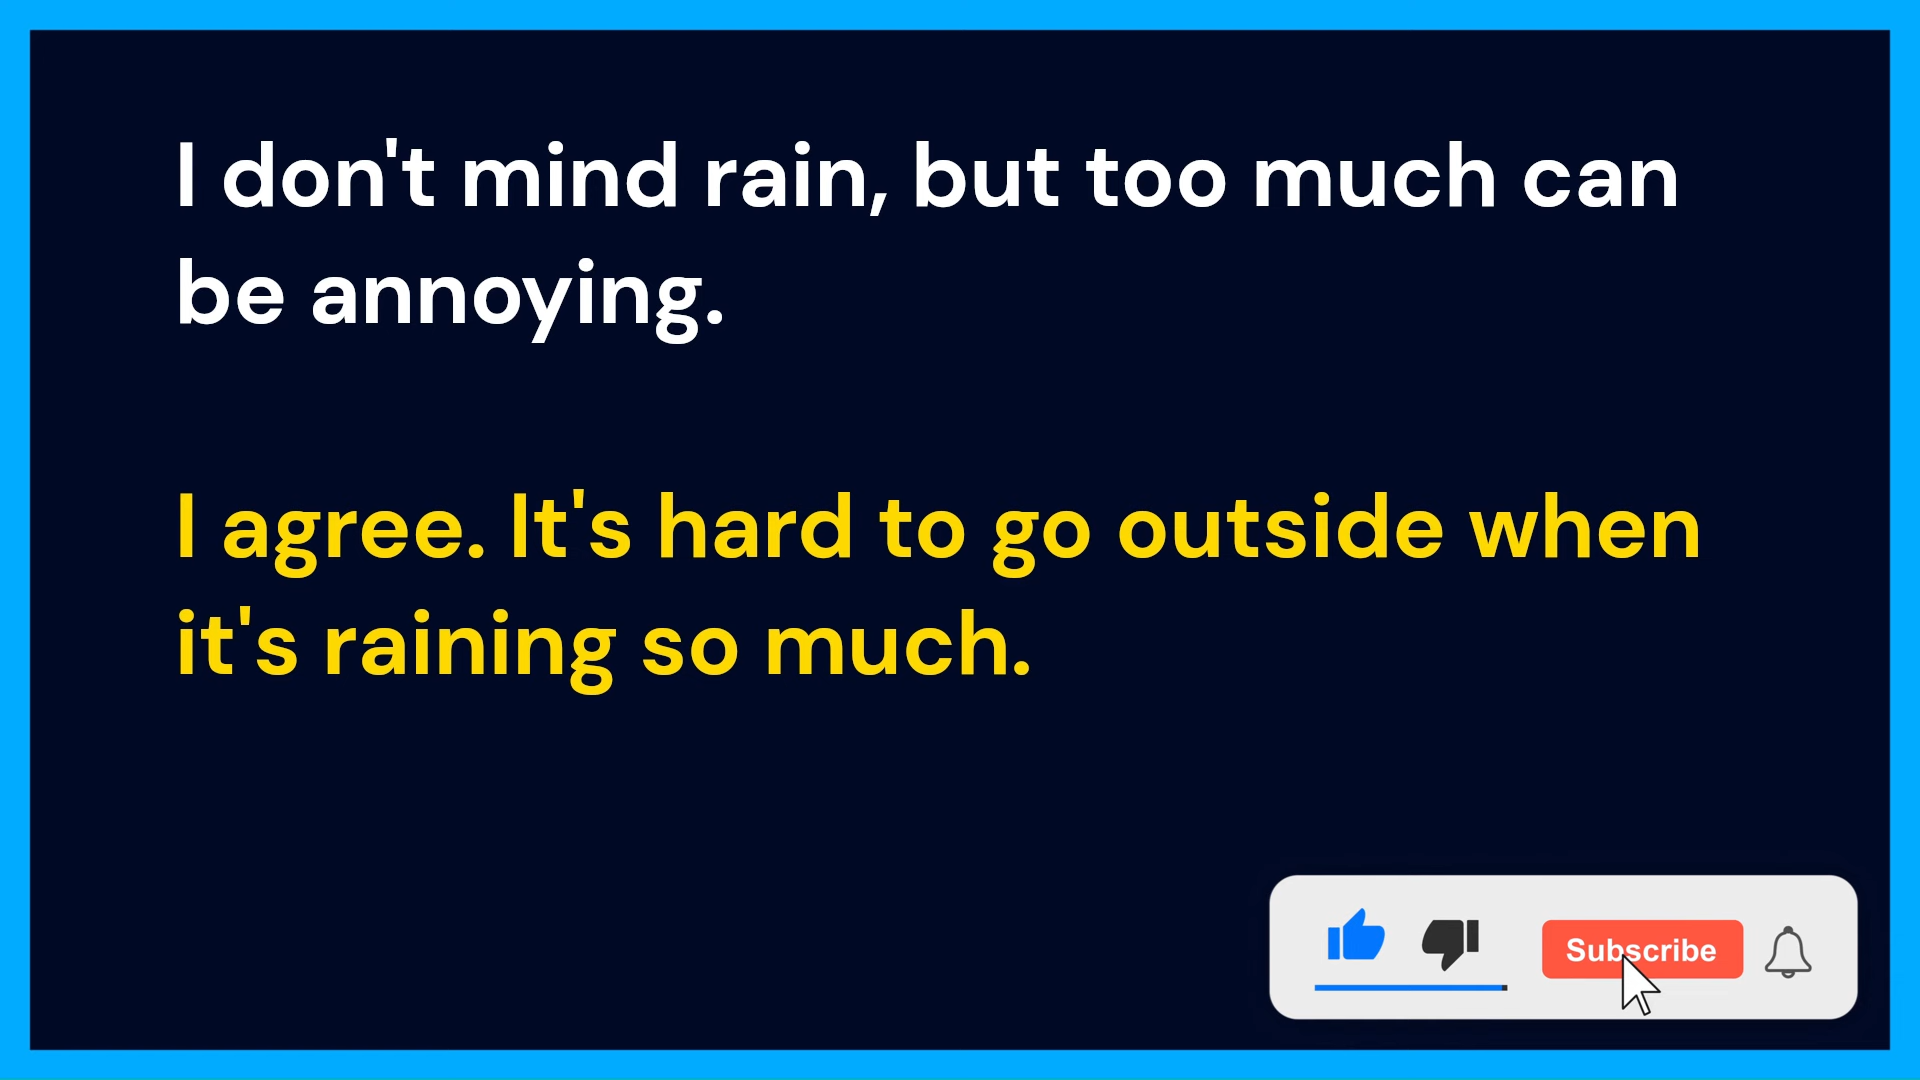 I don't mind rain, but too much can
be annoying.
I agree. It's hard to go outside when
it's raining so much.
Subscribe